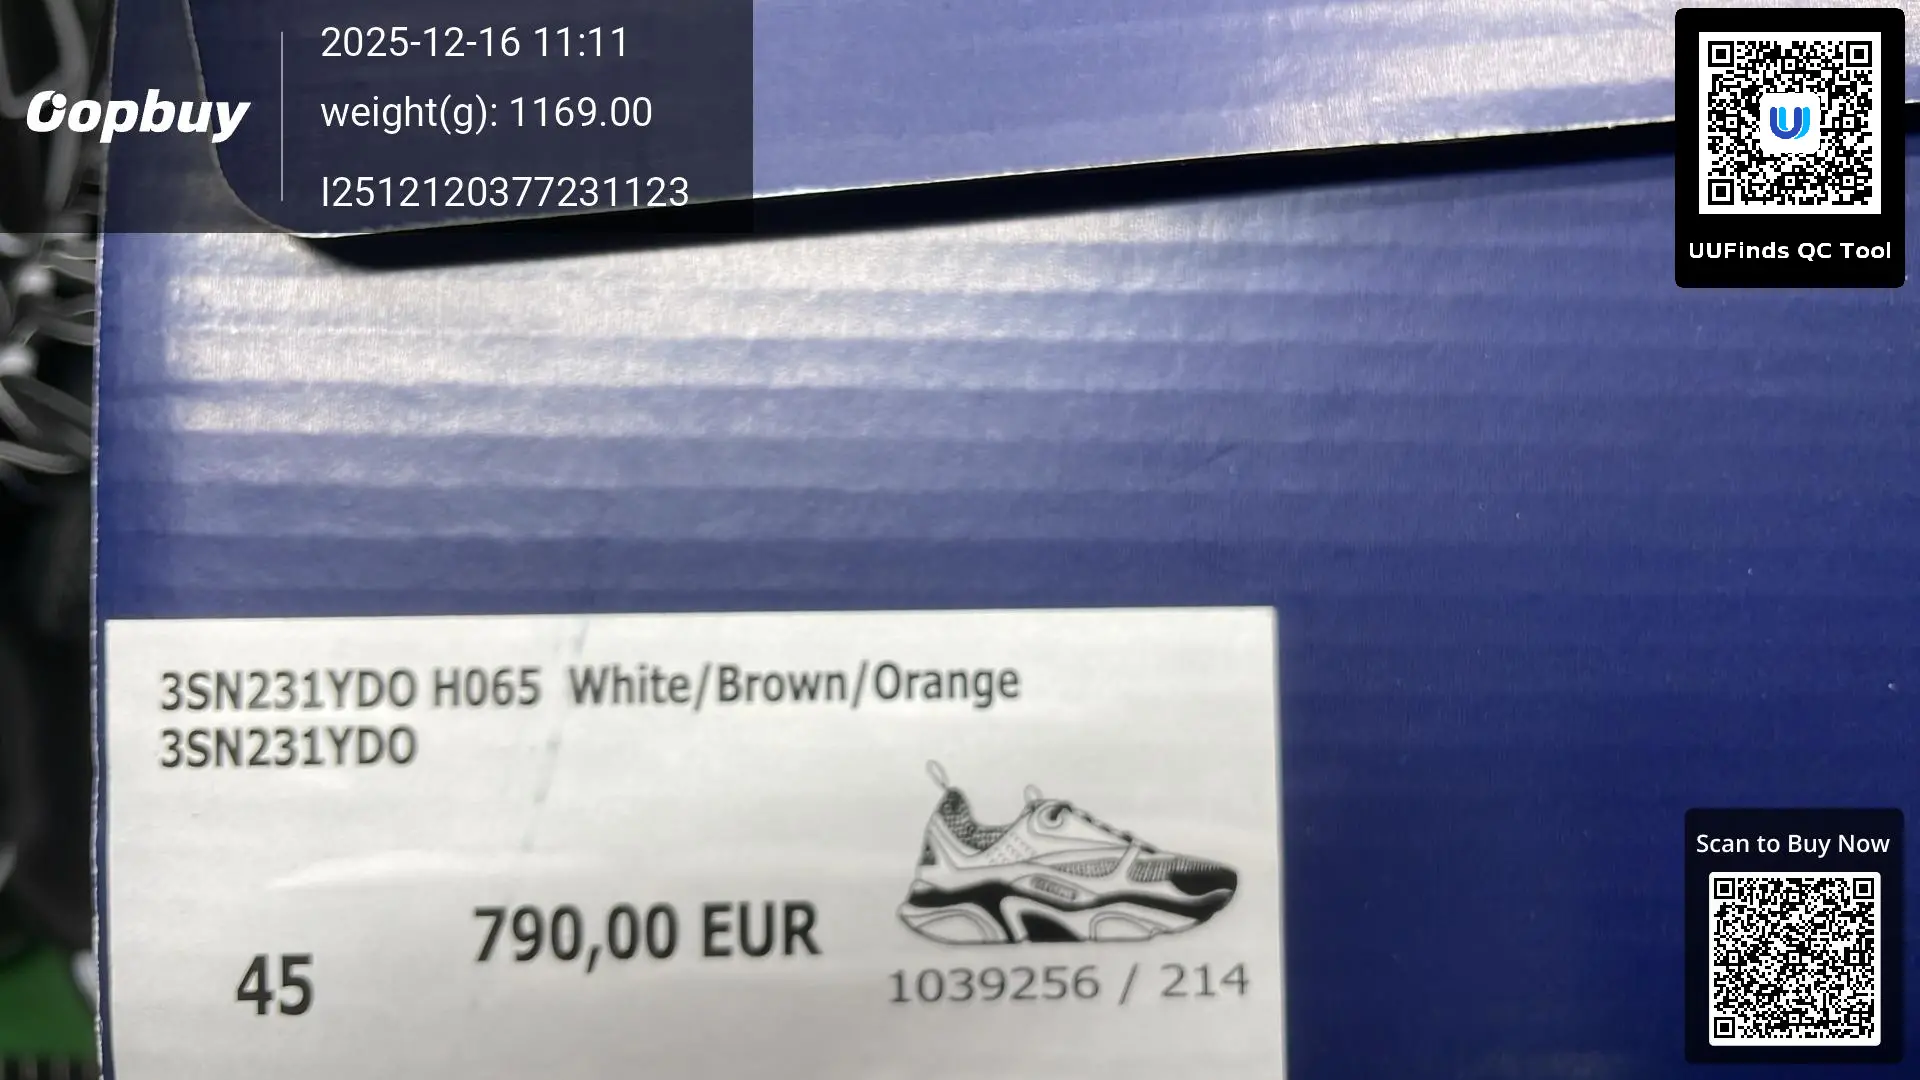 Oopbuy
2025-12-16 11:11
weight(g): 1169.00
I2512120377231123
UUFinds QC Tool
3SN231YDO H065 White/Brown/Orange
3SN231YDO
790,00 EUR
45
1039256 / 214
Scan to Buy Now